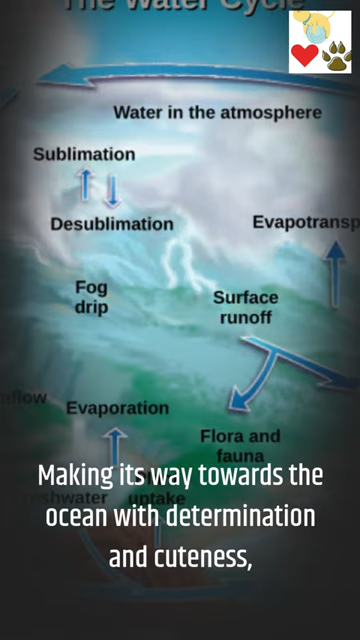 The Water Cycle
Water in the atmosphere
Sublimation
Desublimation
Evapotransp
Fog
drip
Surface
runoff
Evaporation
Flora and
fauna
uptake
Making its way towards the
ocean with determination
and cuteness,